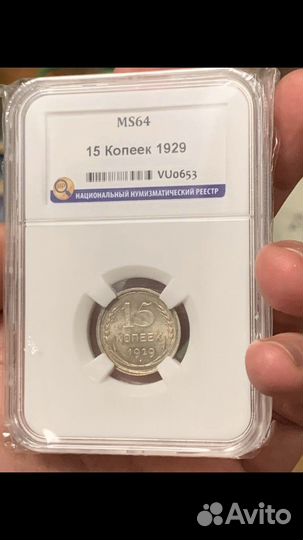 MS64
15 Копеек 1929
VU0653
НАЦИОНАЛЬНЫЙ НУМИЗМАТИЧЕСКИЙ РЕЕСТР
15
КОПЕЕК
1929
Avito